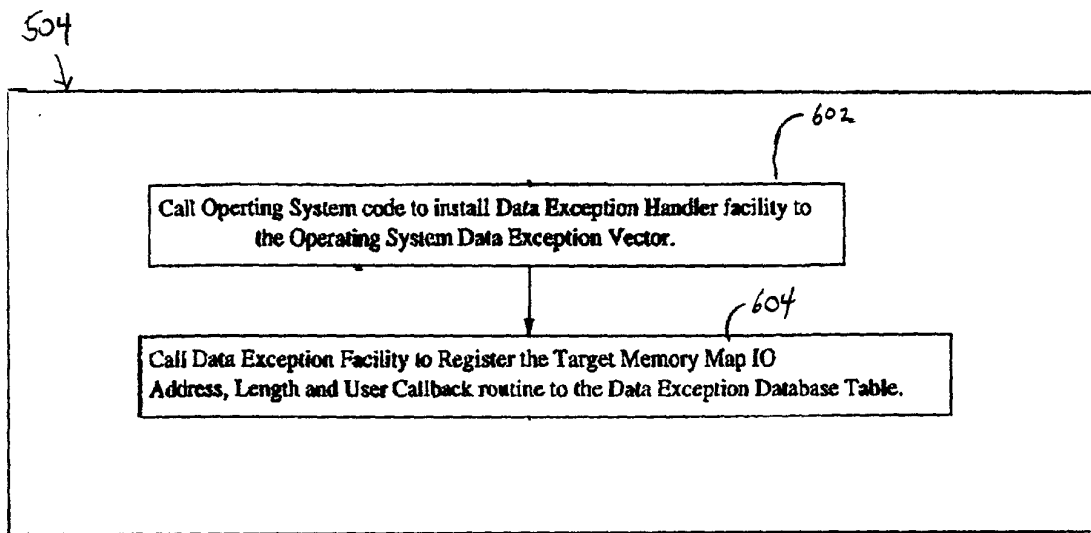 504
602
Call Operting System code to install Data Exception Handler facility to
the Operating System Data Exception Vector.
604
Call Data Exception Facility to Register the Target Memory Map IO
Address, Length and User Callback routine to the Data Exception Database Table.